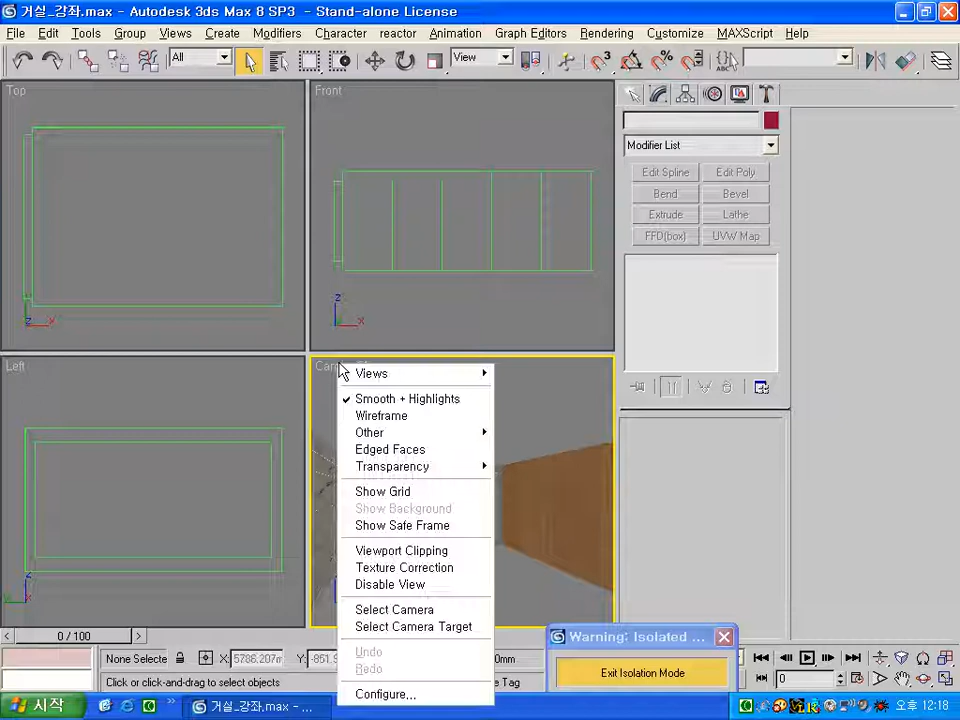 거실_강좌.max - Autodesk 3ds Max 8 SP3 - Stand-alone License
File Edit Tools Group Views Create Modifiers Character reactor Animation Graph Editors Rendering Customize MAXScript Help
All
View
Top
Front
Modifier List
Edit Spline Edit Poly
Bend Bevel
Extrude Lathe
FFD(box) UVW Map
z
x
z
x
Left
Views
Smooth + Highlights
Wireframe
Other
Edged Faces
Transparency
Show Grid
Show Background
Show Safe Frame
Viewport Clipping
Texture Correction
Disable View
Select Camera
Select Camera Target
Undo
Redo
Configure...
z
Y
0 / 100
Warning: Isolated ...
Exit Isolation Mode
None Selecte X: 5786.207m Y: -851.9
0
Click or click-and-drag to select objects
시작
거실_강좌.max - ...
오후 12:18